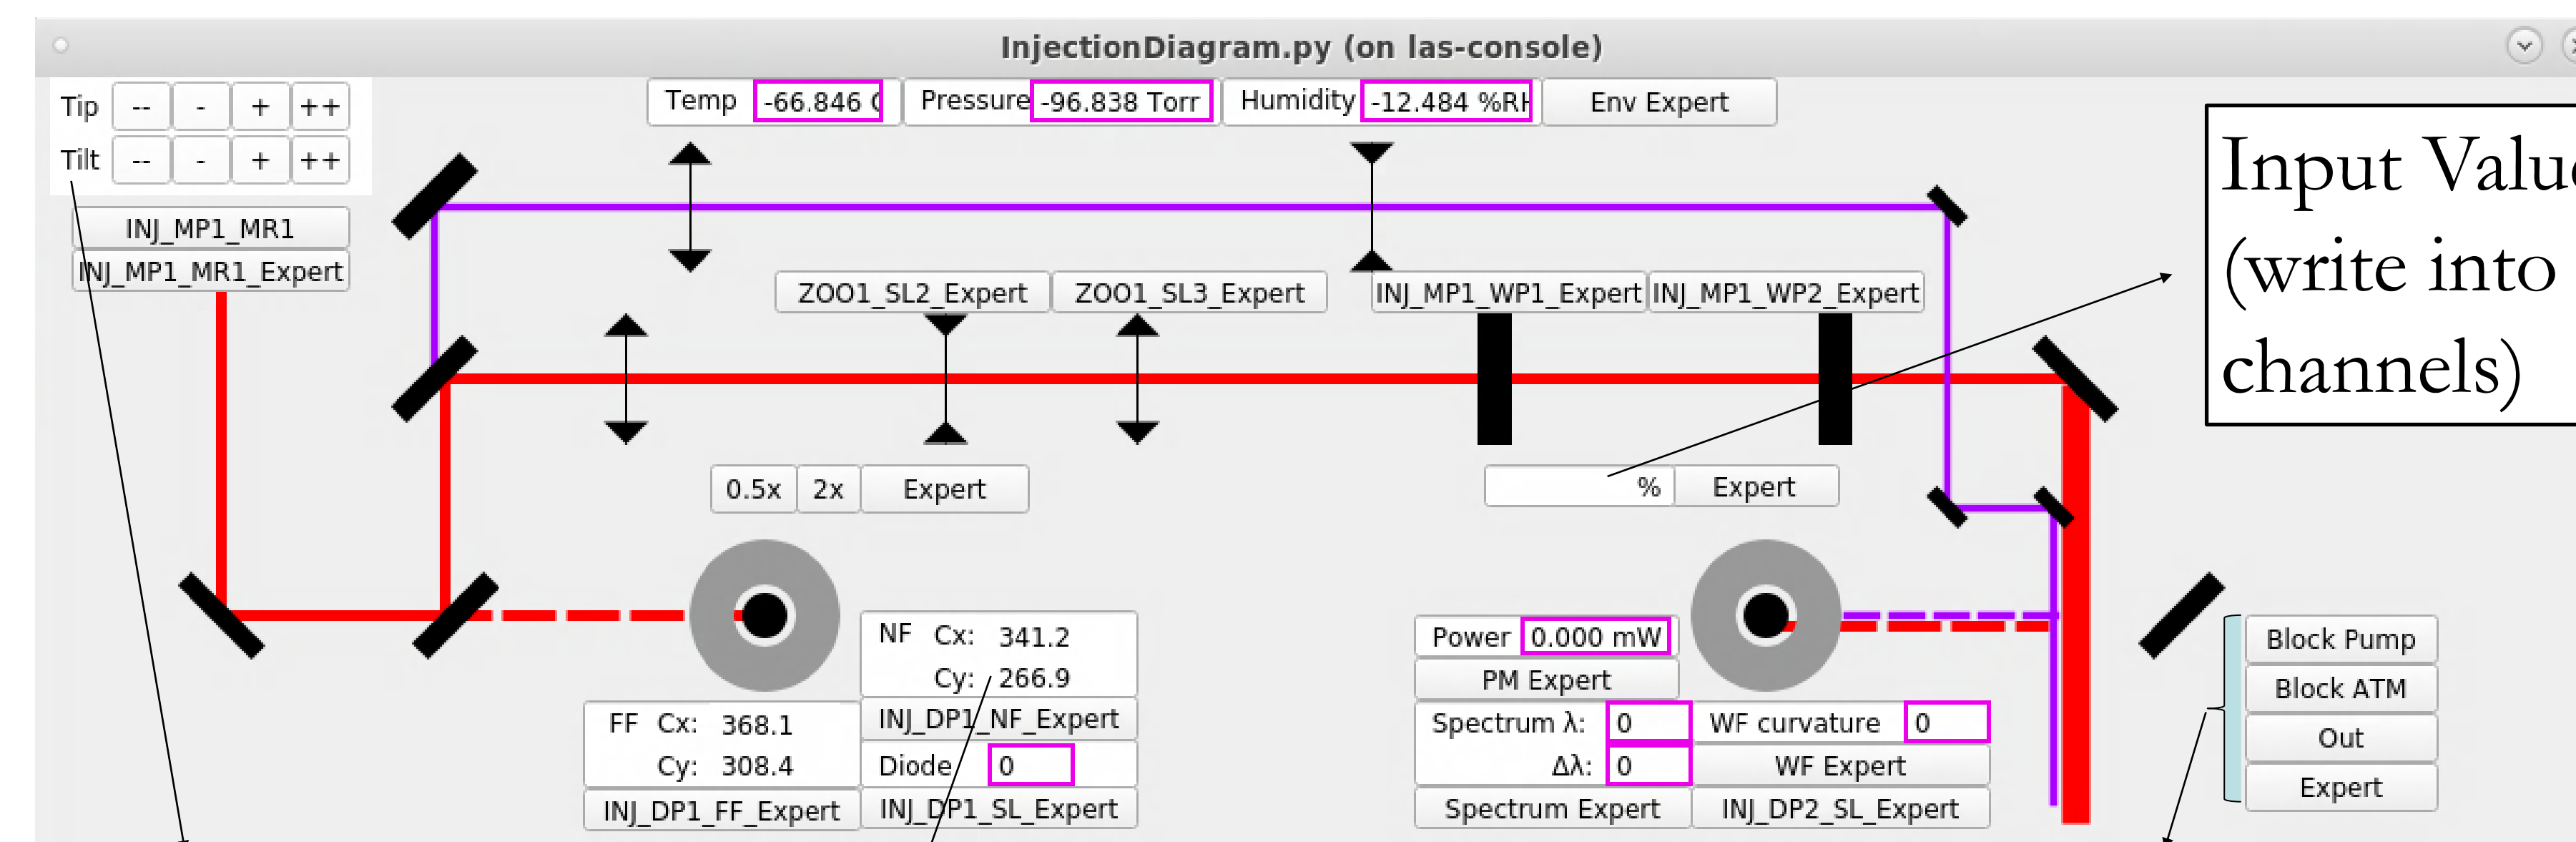 InjectionDiagram.py (on las-console)
Tip -- - + ++
Tilt -- - + ++
Temp -66.846 Pressure -96.838 Torr Humidity -12.484 Env Expert
INJ_MP1_MR1
INJ_MP1_MR1_Expert
ZOO1_SL2_Expert ZOO1_SL3_Expert INJ_MP1_WP1_Expert INJ_MP1_WP2_Expert
Input
(write into
channels)
0.5x 2x Expert
% Expert
NF Cx: 341.2
Cy: 266.9
INJ_DP1_NF_Expert
Diode 0
INJ_DP1_SL_Expert
FF Cx: 368.1
Cy: 308.4
INJ_DP1_FF_Expert
Power 0.000 mW
PM Expert
Spectrum λ: 0
Δλ: 0
Spectrum Expert
WF curvature 0
WF Expert
INJ_DP2_SL_Expert
Block Pump
Block ATM
Out
Expert